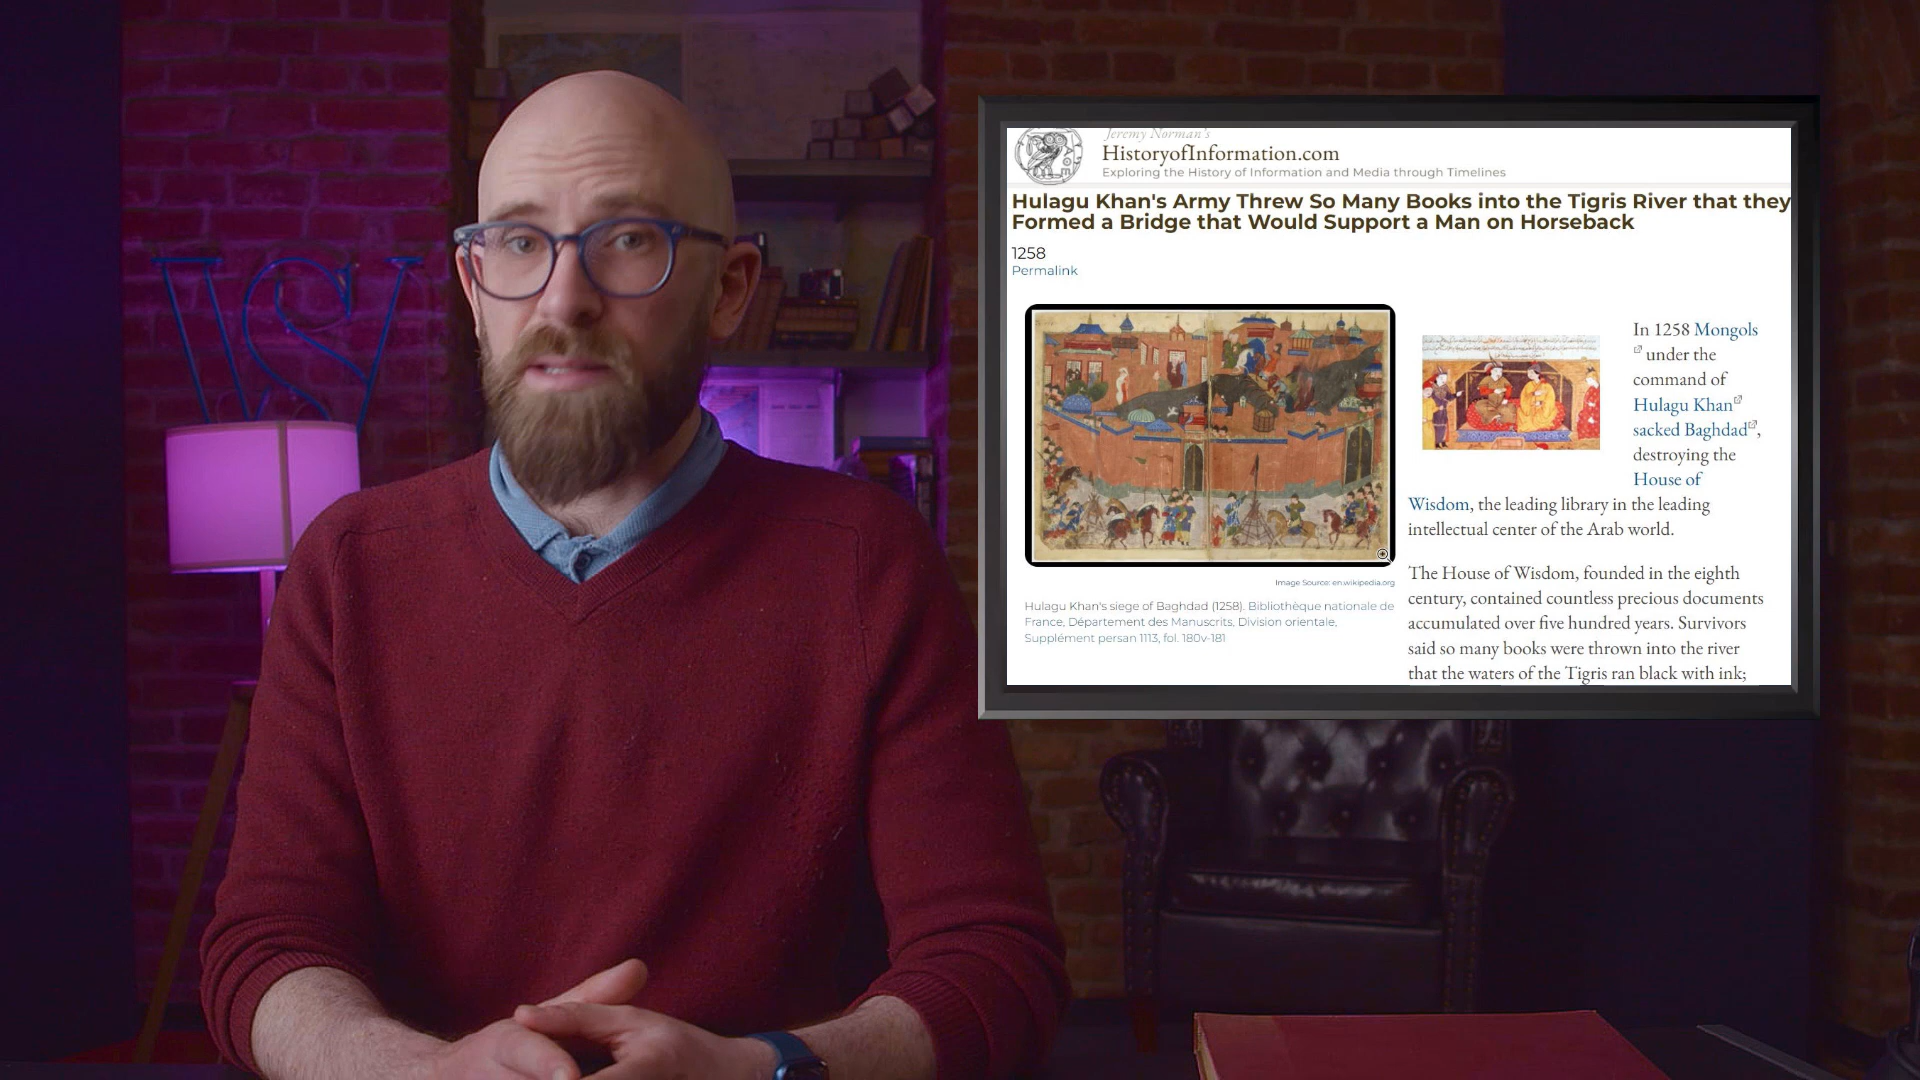 WS
Jeremy Norman's
HistoryofInformation.com
Exploring the History of Information and Media through Timelines
Hulagu Khan's Army Threw So Many Books into the Tigris River that they
Formed a Bridge that Would Support a Man on Horseback
1258
Permalink
Image Source: en.wikipedia.org
Hulagu Khan's siege of Baghdad (1258). Bibliothèque nationale de
France, Département des Manuscrits, Division orientale,
Supplément persan 1113, fol. 180v-181
In 1258 Mongols
under the
command of
Hulagu Khan
sacked Baghdad,
destroying the
House of
Wisdom, the leading library in the leading
intellectual center of the Arab world.
The House of Wisdom, founded in the eighth
century, contained countless precious documents
accumulated over five hundred years. Survivors
said so many books were thrown into the river
that the waters of the Tigris ran black with ink;